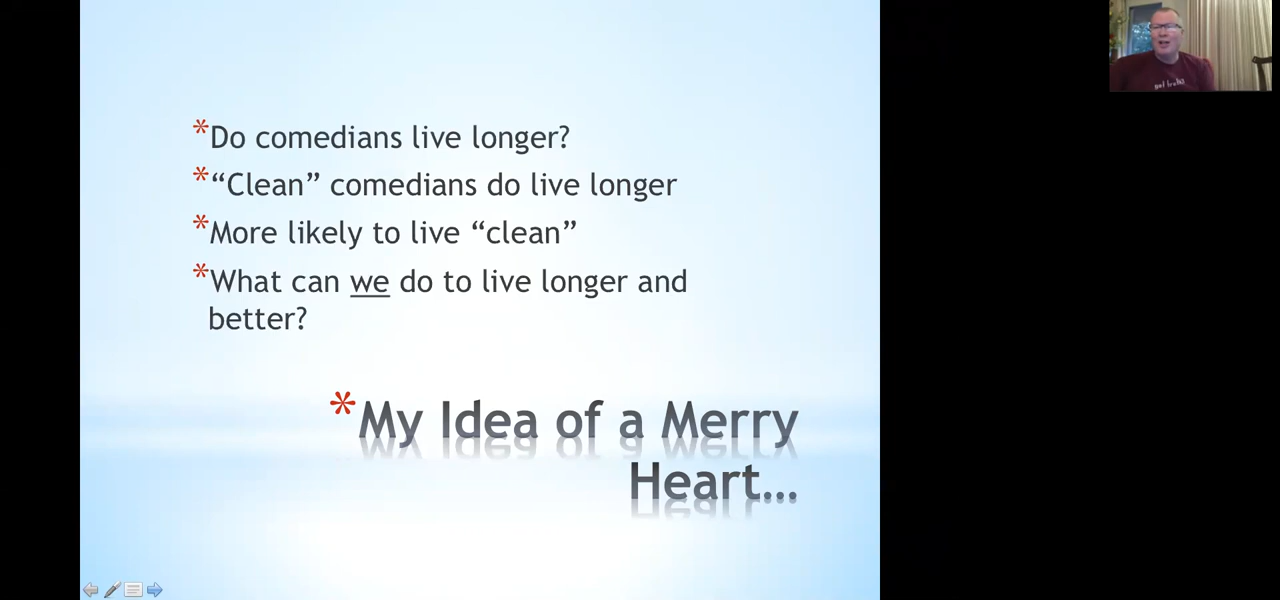 *Do comedians live longer?
*“Clean” comedians do live longer
*More likely to live “clean”
*What can we do to live longer and
better?
*My Idea of a Merry
Heart…